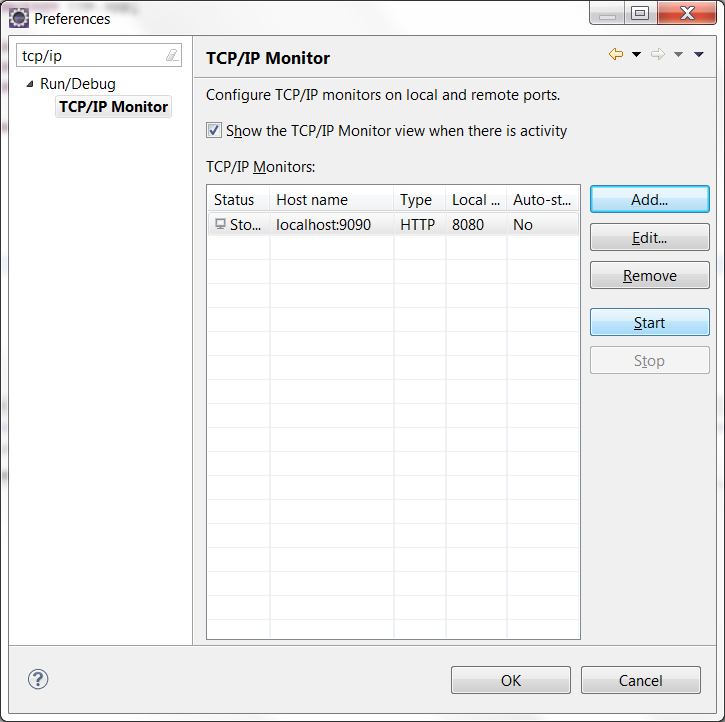 Preferences
tcp/ip
Run/Debug
TCP/IP Monitor
TCP/IP Monitor
Configure TCP/IP monitors on local and remote ports.
Show the TCP/IP Monitor view when there is activity
TCP/IP Monitors:
Status Host name Type Local ... Auto-st...
Sto... localhost:9090 HTTP 8080 No
Add...
Edit...
Remove
Start
Stop
?
OK Cancel